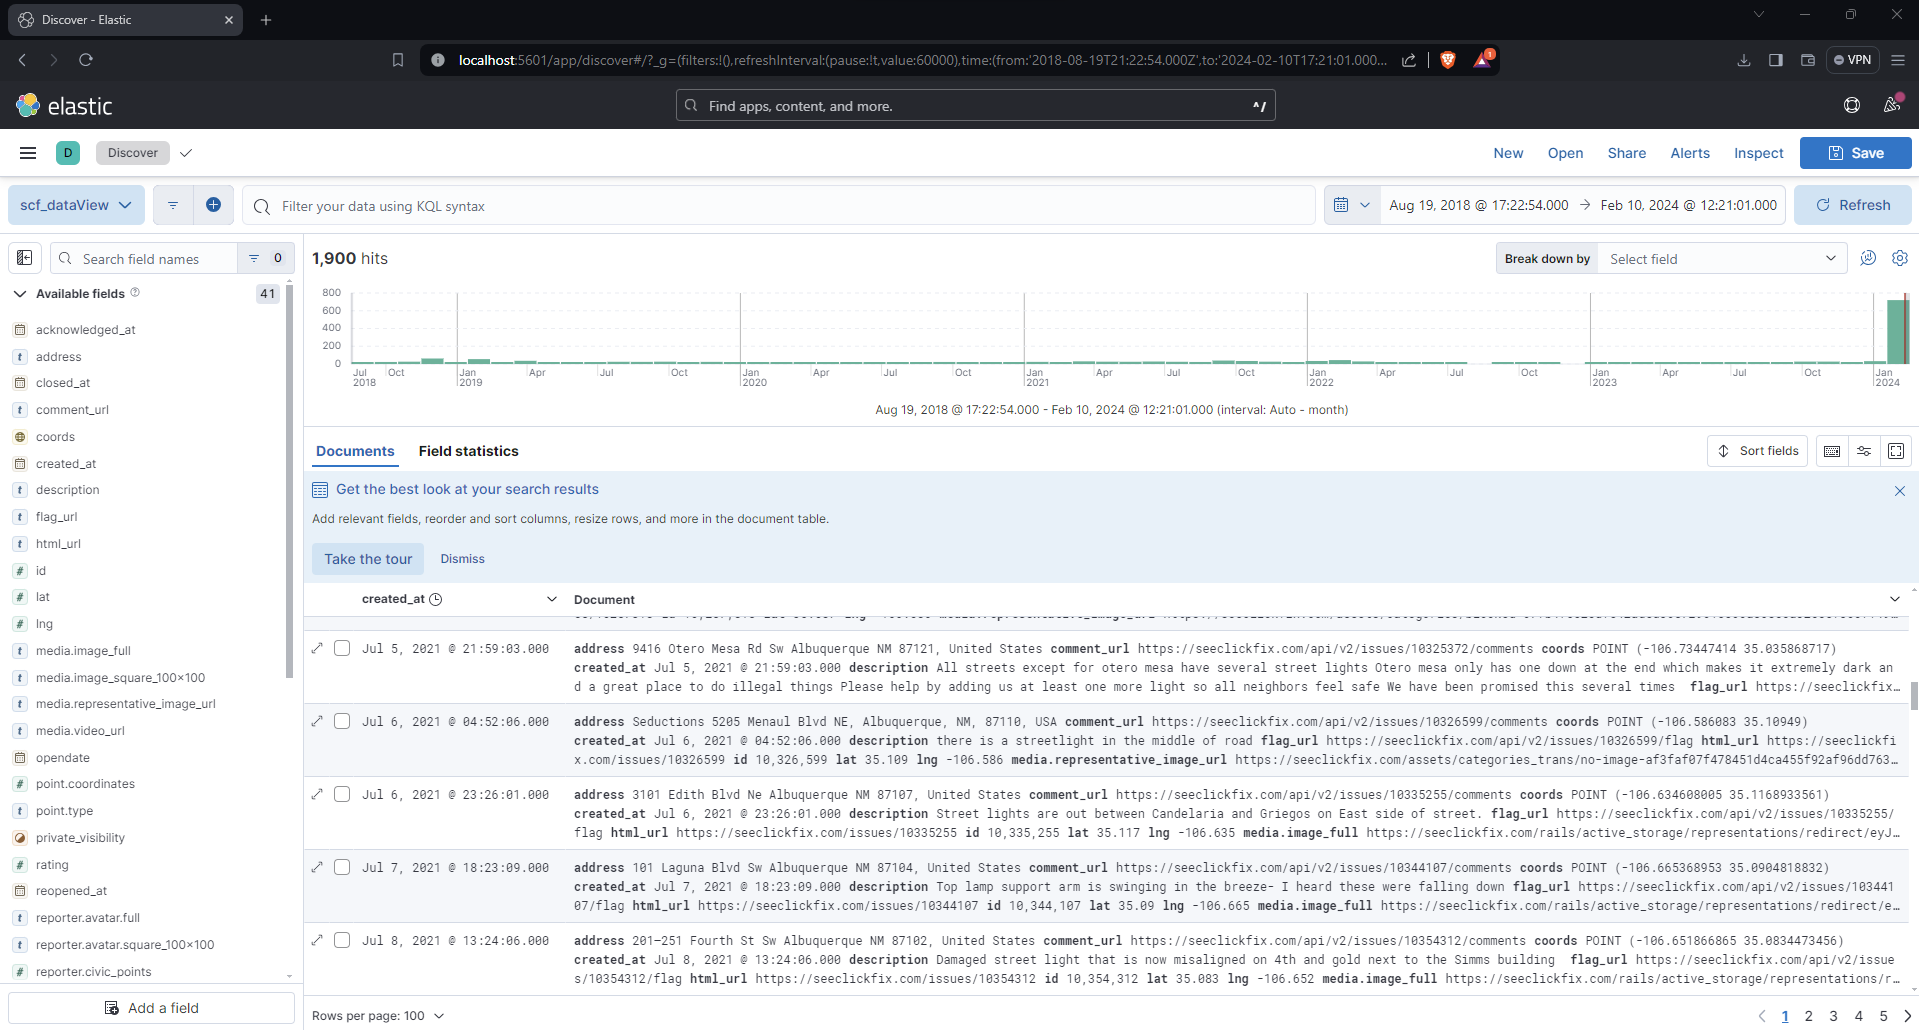 Discover - Elastic
localhost:5601/app/discover#/?_g=(filters:!(),refreshInterval:(pause:!t,value:60000),time:(from:'2018-08-19T21:22:54.000Z',to:'2024-02-10T17:21:01.000...
1
VPN
elastic
Find apps, content, and more.
^/
D
Discover
New
Open
Share
Alerts
Inspect
Save
scf_dataView
Filter your data using KQL syntax
Aug 19, 2018 @ 17:22:54.000 → Feb 10, 2024 @ 12:21:01.000
Refresh
Search field names
0
1,900 hits
Break down by
Select field
Available fields
41
acknowledged_at
address
closed_at
comment_url
coords
created_at
description
flag_url
html_url
id
lat
lng
media.image_full
media.image_square_100x100
media.representative_image_url
media.video_url
opendate
point.coordinates
point.type
private_visibility
rating
reopened_at
reporter.avatar.full
reporter.avatar.square_100x100
reporter.civic_points
Add a field
800
600
400
200
0
Jul Oct Jan Apr Jul Oct Jan Apr Jul Oct Jan Apr Jul Oct Jan Apr Jul Oct Jan Apr Jul Oct Jan
2018 2019 2020 2021 2022 2023 2024
Aug 19, 2018 @ 17:22:54.000 - Feb 10, 2024 @ 12:21:01.000 (interval: Auto - month)
Documents
Field statistics
Sort fields
Get the best look at your search results
Add relevant fields, reorder and sort columns, resize rows, and more in the document table.
Take the tour
Dismiss
created_at
Document
Jul 5, 2021 @ 21:59:03.000
address 9416 Otero Mesa Rd Sw Albuquerque NM 87121, United States comment_url https://seeclickfix.com/api/v2/issues/10325372/comments coords POINT (-106.73447414 35.035868717)
created_at Jul 5, 2021 @ 21:59:03.000 description All streets except for otero mesa have several street lights Otero mesa only has one down at the end which makes it extremely dark an
d a great place to do illegal things Please help by adding us at least one more light so all neighbors feel safe We have been promised this several times flag_url https://seeclickfix...
Jul 6, 2021 @ 04:52:06.000
address Seductions 5205 Menaul Blvd NE, Albuquerque, NM, 87110, USA comment_url https://seeclickfix.com/api/v2/issues/10326599/comments coords POINT (-106.586083 35.10949)
created_at Jul 6, 2021 @ 04:52:06.000 description there is a streetlight in the middle of road flag_url https://seeclickfix.com/api/v2/issues/10326599/flag html_url https://seeclickfi
x.com/issues/10326599 id 10,326,599 lat 35.109 lng -106.586 media.representative_image_url https://seeclickfix.com/assets/categories_trans/no-image-af3faf07f478451d4ca455f92af96dd763...
Jul 6, 2021 @ 23:26:01.000
address 3101 Edith Blvd Ne Albuquerque NM 87107, United States comment_url https://seeclickfix.com/api/v2/issues/10335255/comments coords POINT (-106.634608005 35.1168933561)
created_at Jul 6, 2021 @ 23:26:01.000 description Street lights are out between Candelaria and Griegos on East side of street. flag_url https://seeclickfix.com/api/v2/issues/10335255/
flag html_url https://seeclickfix.com/issues/10335255 id 10,335,255 lat 35.117 lng -106.635 media.image_full https://seeclickfix.com/rails/active_storage/representations/redirect/eyJ...
Jul 7, 2021 @ 18:23:09.000
address 101 Laguna Blvd Sw Albuquerque NM 87104, United States comment_url https://seeclickfix.com/api/v2/issues/10344107/comments coords POINT (-106.665368953 35.0904818832)
created_at Jul 7, 2021 @ 18:23:09.000 description Top lamp support arm is swinging in the breeze- I heard these were falling down flag_url https://seeclickfix.com/api/v2/issues/103441
07/flag html_url https://seeclickfix.com/issues/10344107 id 10,344,107 lat 35.09 lng -106.665 media.image_full https://seeclickfix.com/rails/active_storage/representations/redirect/e...
Jul 8, 2021 @ 13:24:06.000
address 201–251 Fourth St Sw Albuquerque NM 87102, United States comment_url https://seeclickfix.com/api/v2/issues/10354312/comments coords POINT (-106.651866865 35.0834473456)
created_at Jul 8, 2021 @ 13:24:06.000 description Damaged street light that is now misaligned on 4th and gold next to the Simms building flag_url https://seeclickfix.com/api/v2/issue
s/10354312/flag html_url https://seeclickfix.com/issues/10354312 id 10,354,312 lat 35.083 lng -106.652 media.image_full https://seeclickfix.com/rails/active_storage/representations/r...
Rows per page: 100
1 2 3 4 5